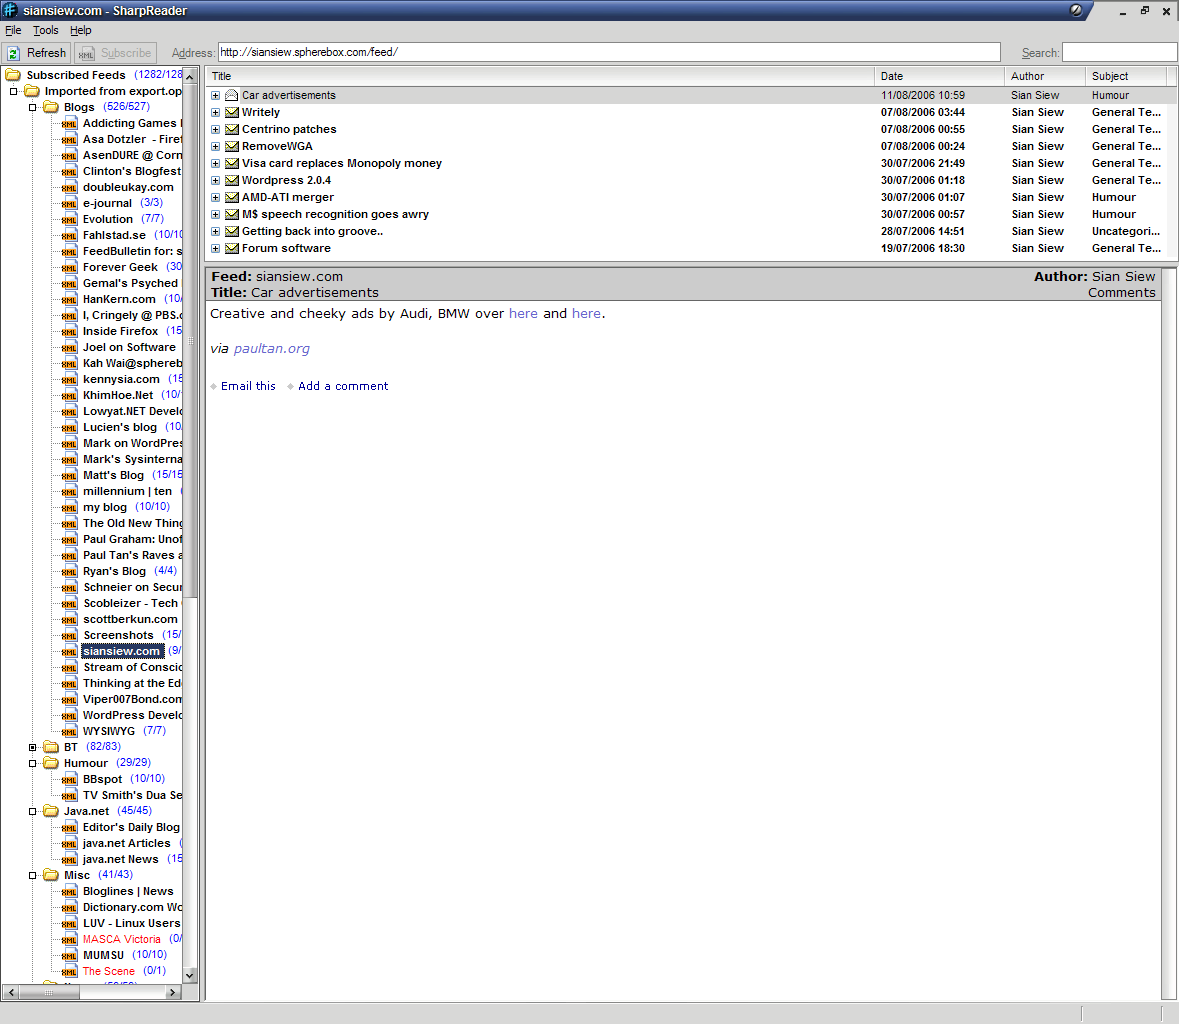 siansiew.com - SharpReader
File Tools Help
Refresh Subscribe Address: http://siansiew.spherebox.com/feed/ Search:
Subscribed Feeds (1282/128
Imported from export.op
Blogs (526/527)
Addicting Games
Asa Dotzler - Firef
AsenDURE @ Corn
Clinton's Blogfest
doubleukay.com
e-journal (3/3)
Evolution (7/7)
Fahlstad.se (10/10
FeedBulletin for: s
Forever Geek (30
Gemal's Psyched
HanKern.com (10/
I, Cringely @ PBS.o
Inside Firefox (15
Joel on Software
Kah Wai@sphereb
kennysia.com (15
KhimHoe.Net (10/
Lowyat.NET Develo
Lucien's blog (10
Mark on WordPres
Mark's Sysinterna
Matt's Blog (15/15
millennium | ten (
my blog (10/10)
The Old New Thing
Paul Graham: Unof
Paul Tan's Raves a
Ryan's Blog (4/4)
Schneier on Secur
Scobleizer - Tech
scottberkun.com
Screenshots (15/
siansiew.com (9/
Stream of Conscio
Thinking at the Ed
Viper007Bond.com
WordPress Develo
WYSIWYG (7/7)
BT (82/83)
Humour (29/29)
BBspot (10/10)
TV Smith's Dua Se
Java.net (45/45)
Editor's Daily Blog
java.net Articles (
java.net News (15
Misc (41/43)
Bloglines | News
Dictionary.com Wo
LUV - Linux Users
MASCA Victoria (0/
MUMSU (10/10)
The Scene (0/1)
Title Date Author Subject
Car advertisements 11/08/2006 10:59 Sian Siew Humour
Writely 07/08/2006 03:44 Sian Siew General Te...
Centrino patches 07/08/2006 00:55 Sian Siew General Te...
RemoveWGA 07/08/2006 00:24 Sian Siew General Te...
Visa card replaces Monopoly money 30/07/2006 21:49 Sian Siew General Te...
Wordpress 2.0.4 30/07/2006 01:18 Sian Siew General Te...
AMD-ATI merger 30/07/2006 01:07 Sian Siew Humour
M$ speech recognition goes awry 30/07/2006 00:57 Sian Siew Humour
Getting back into groove.. 28/07/2006 14:51 Sian Siew Uncategori...
Forum software 19/07/2006 18:30 Sian Siew General Te...
Feed: siansiew.com Author: Sian Siew
Title: Car advertisements Comments
Creative and cheeky ads by Audi, BMW over here and here.
via paultan.org
Email this Add a comment